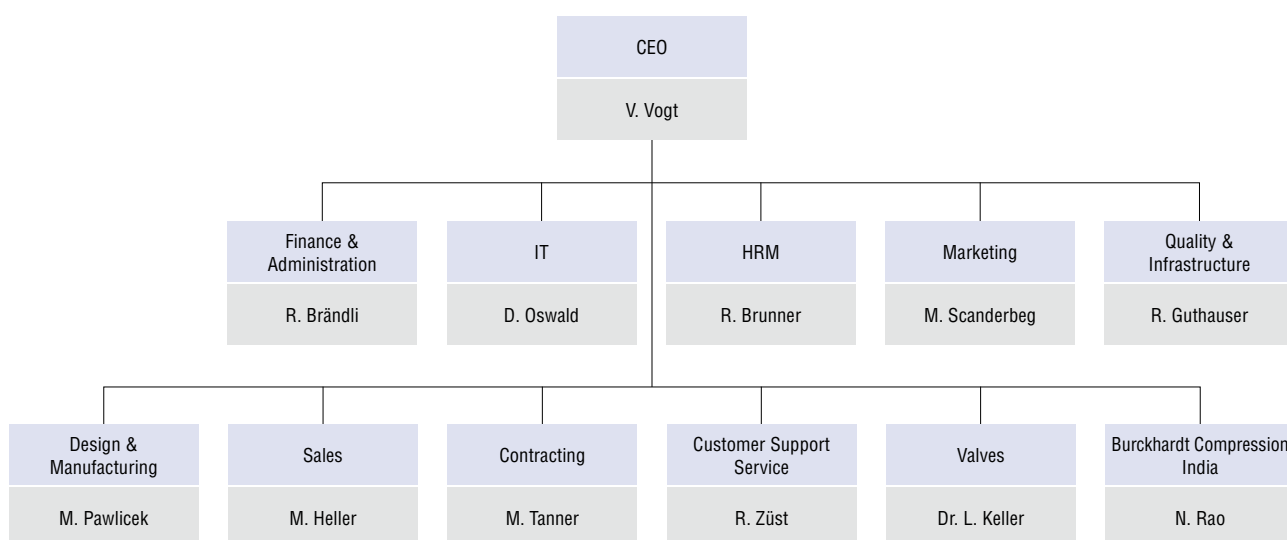 CEO
V. Vogt
Finance &
Administration
R. Brändli
IT
D. Oswald
HRM
R. Brunner
Marketing
M. Scanderbeg
Quality &
Infrastructure
R. Guthauser
Design &
Manufacturing
M. Pawlicek
Sales
M. Heller
Contracting
M. Tanner
Customer Support
Service
R. Züst
Valves
Dr. L. Keller
Burckhardt Compression
India
N. Rao